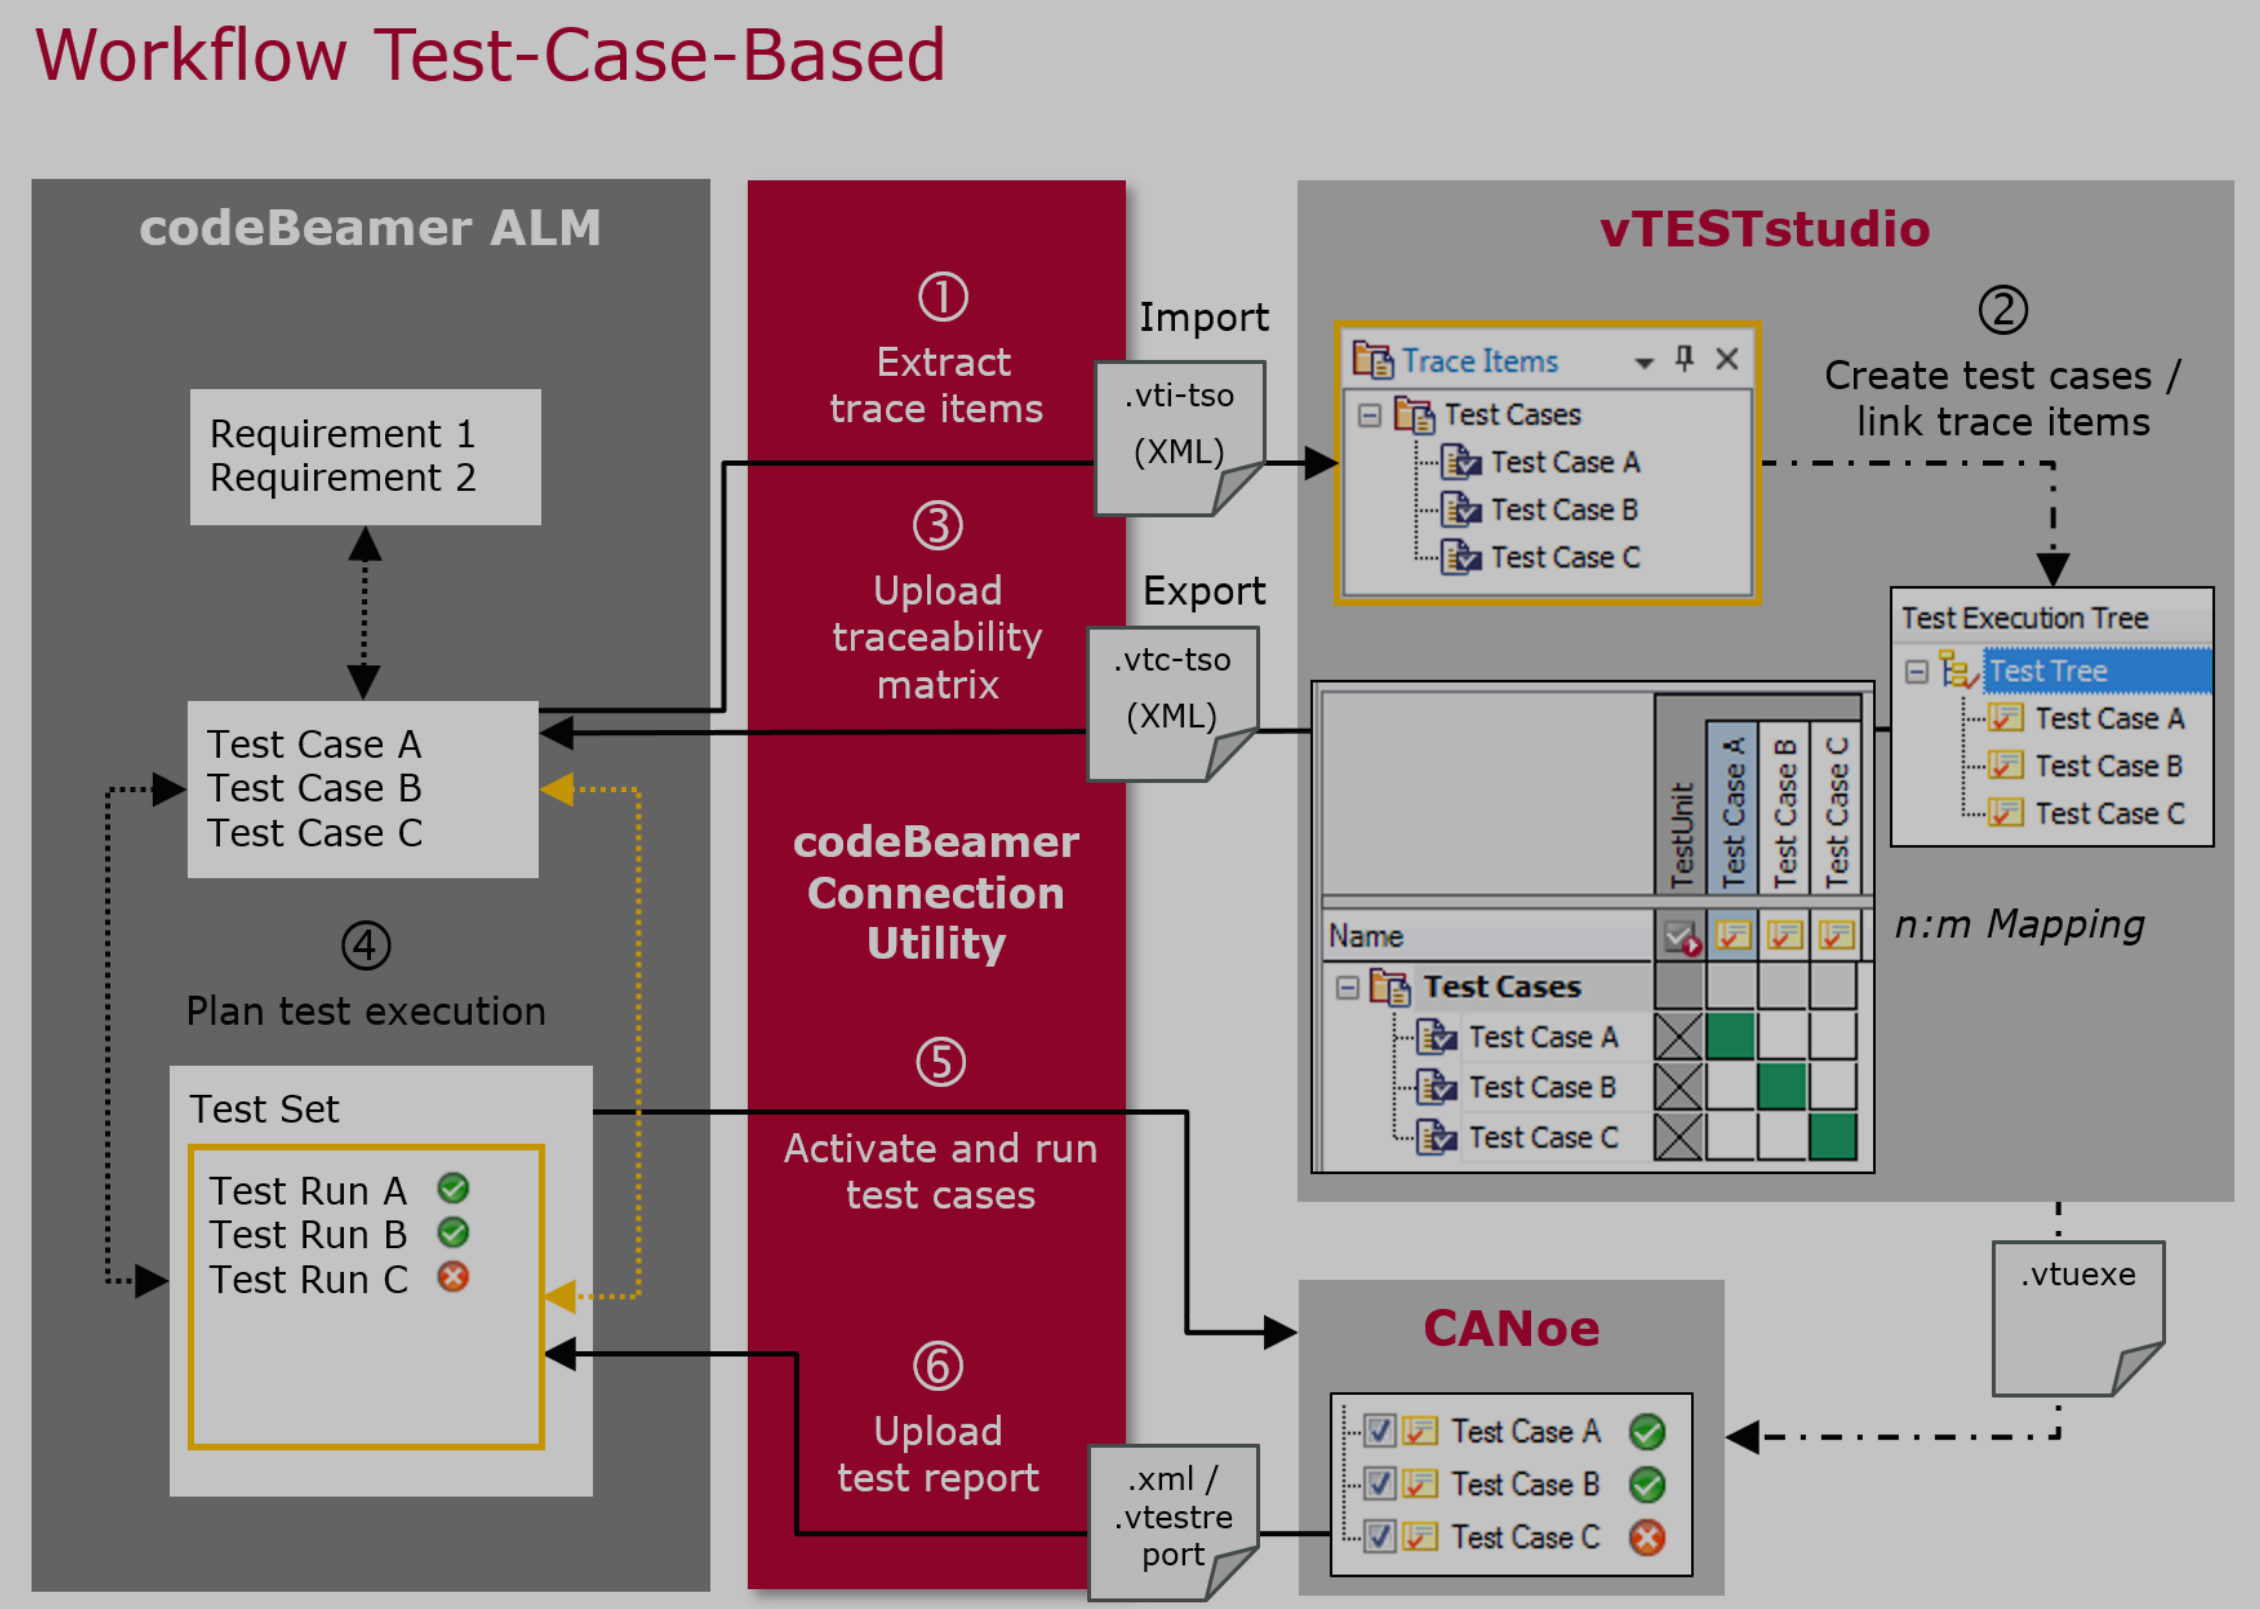 Workflow Test-Case-Based
codeBeamer ALM
Requirement 1
Requirement 2
Test Case A
Test Case B
Test Case C
④
Plan test execution
Test Set
Test Run A
Test Run B
Test Run C
①
Extract
trace items
③
Upload
traceability
matrix
codeBeamer
Connection
Utility
⑤
Activate and run
test cases
⑥
Upload
test report
Import
.vti-tso
(XML)
Export
.vtc-tso
(XML)
.xml /
.vtestre
port
vTESTstudio
Trace Items
Test Cases
Test Case A
Test Case B
Test Case C
②
Create test cases /
link trace items
Test Execution Tree
Test Tree
Test Case A
Test Case B
Test Case C
TestUnit
Test Case A
Test Case B
Test Case C
Name
Test Cases
Test Case A
Test Case B
Test Case C
n:m Mapping
.vtuexe
CANoe
Test Case A
Test Case B
Test Case C